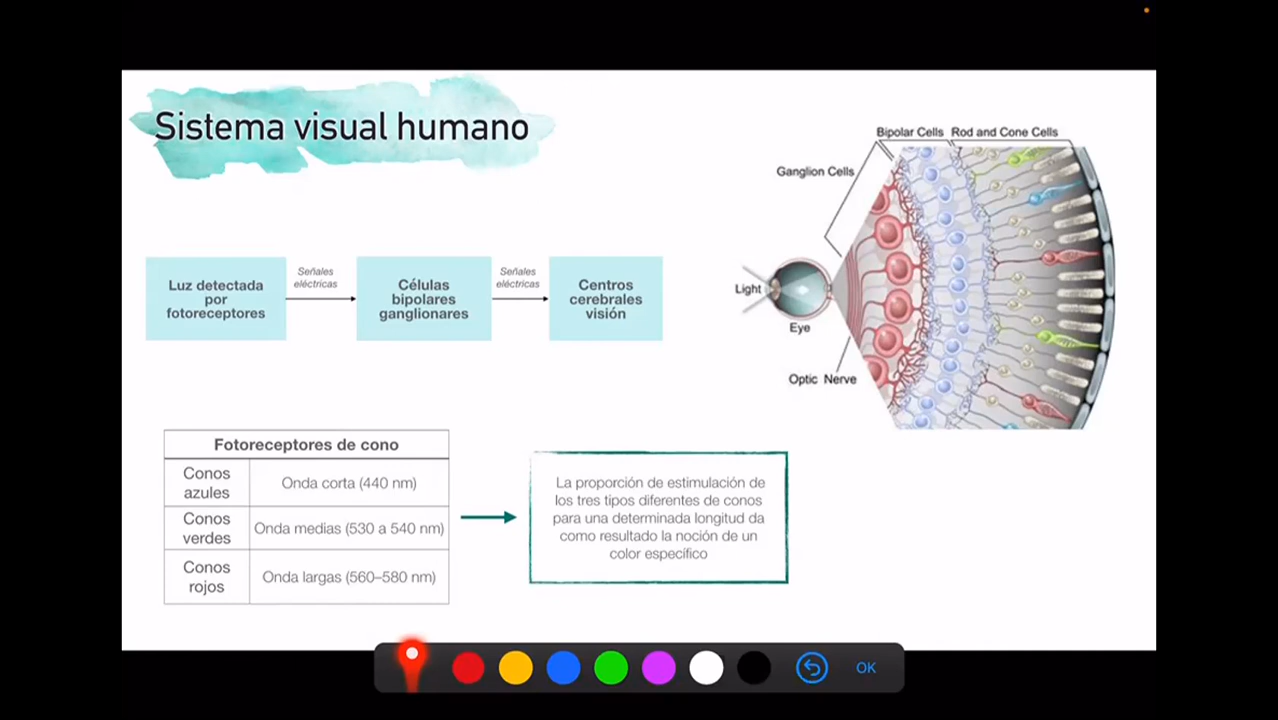 Sistema visual humano
Bipolar Cells
Rod and Cone Cells
Ganglion Cells
Light
Eye
Optic Nerve
Luz detectada
por
fotoreceptores
Señales
eléctricas
Células
bipolares
ganglionares
Señales
eléctricas
Centros
cerebrales
visión
Fotoreceptores de cono
Conos
azules
Onda corta (440 nm)
Conos
verdes
Onda medias (530 a 540 nm)
Conos
rojos
Onda largas (560–580 nm)
La proporción de estimulación de
los tres tipos diferentes de conos
para una determinada longitud da
como resultado la noción de un
color específico
OK